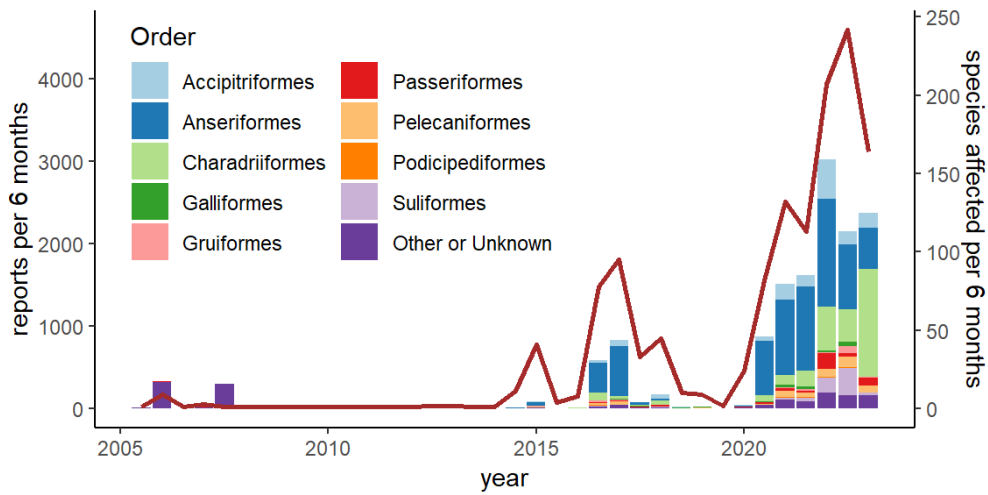 Order
Accipitriformes
Anseriformes
Charadriiformes
Galliformes
Gruiformes
Passeriformes
Pelecaniformes
Podicipediformes
Suliformes
Other or Unknown
reports per 6 months
4000
3000
2000
1000
0
species affected per 6 months
250
200
150
100
50
0
2005
2010
2015
2020
year